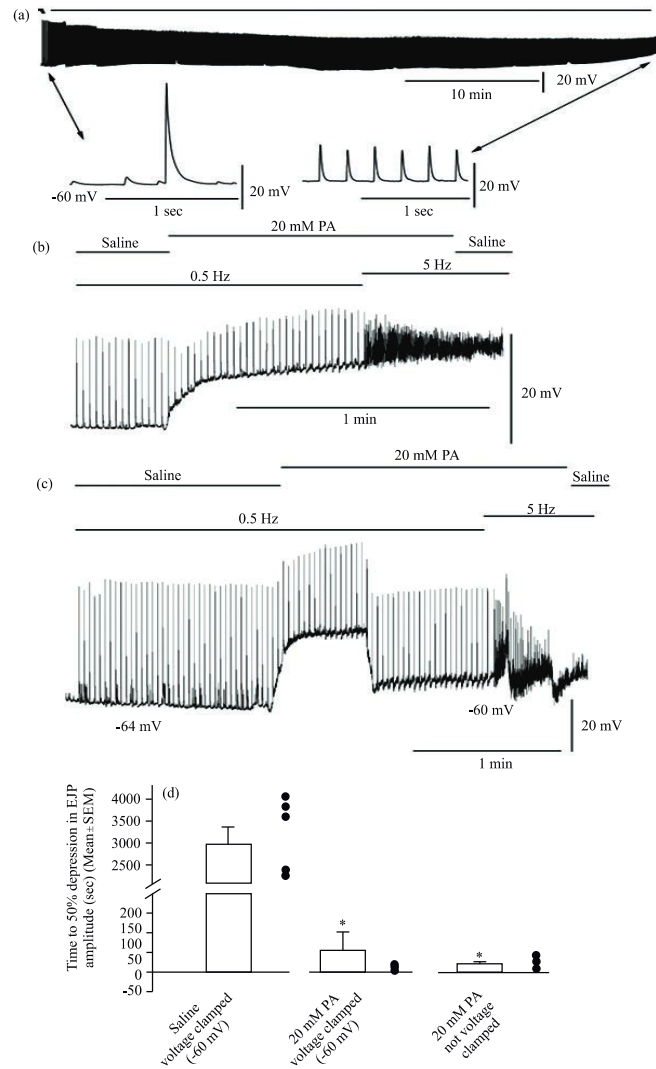 (a)
10 min
20 mV
-60 mV
20 mV
1 sec
20 mV
1 sec
20 mM PA
(b)
Saline
Saline
0.5 Hz
5 Hz
20 mV
1 min
20 mM PA
(c)
Saline
Saline
0.5 Hz
5 Hz
-64 mV
-60 mV
20 mV
1 min
(d)
Time to 50% depression in EJP
amplitude (sec) (Mean±SEM)
4000
3000
2500
200
150
100
50
0
-50
*
*
Saline
voltage clamped
(-60 mV)
20 mM PA
voltage clamped
(-60 mV)
20 mM PA
not voltage
clamped